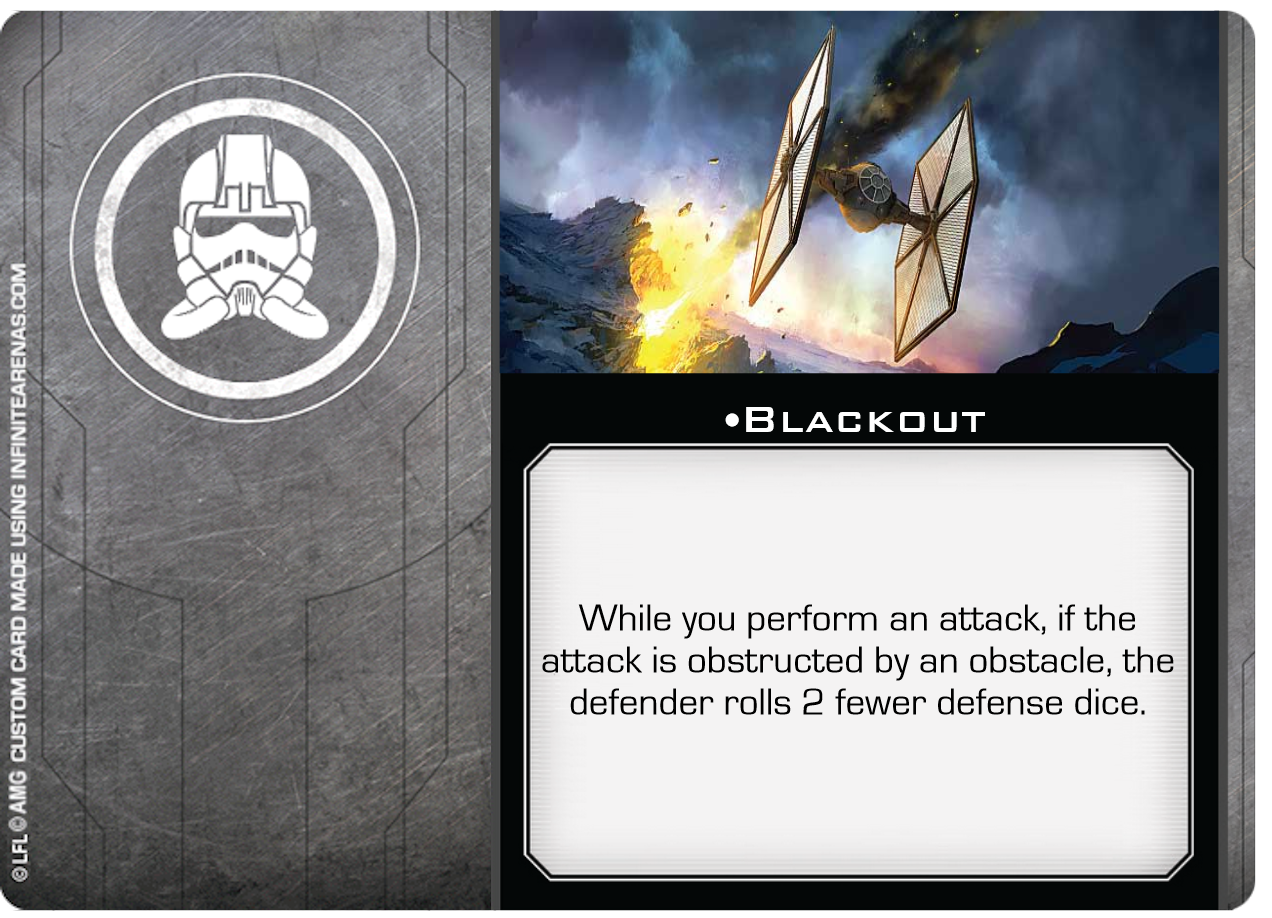 •Blackout
While you perform an attack, if the
attack is obstructed by an obstacle, the
defender rolls 2 fewer defense dice.
©LFL©AMG CUSTOM CARD MADE USING INFINITEARENAS.COM